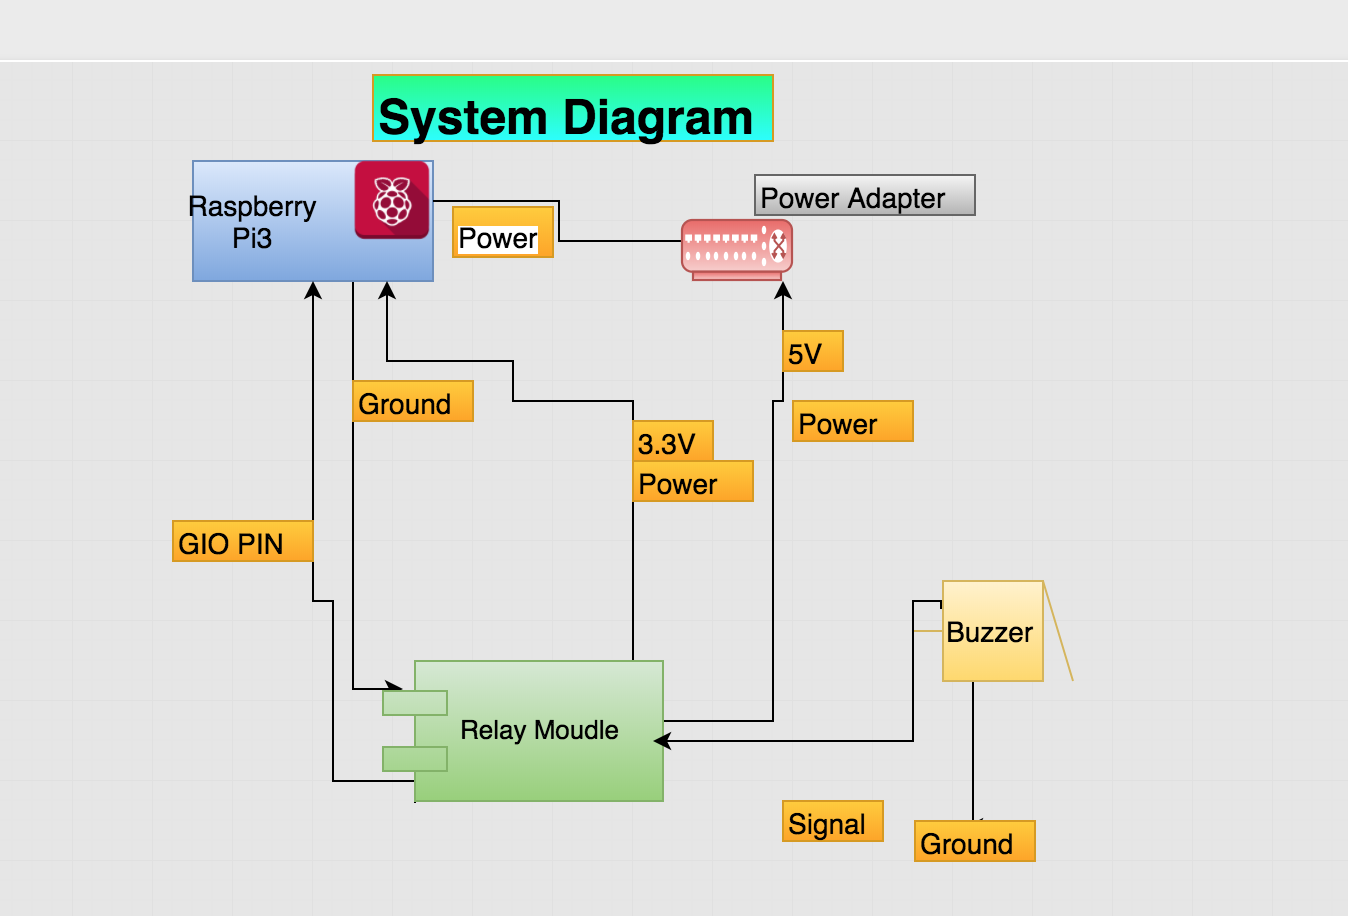 System Diagram
Raspberry
Pi3
Power
Power Adapter
5V
Power
Ground
3.3V
Power
GIO PIN
Buzzer
Relay Moudle
Signal
Ground